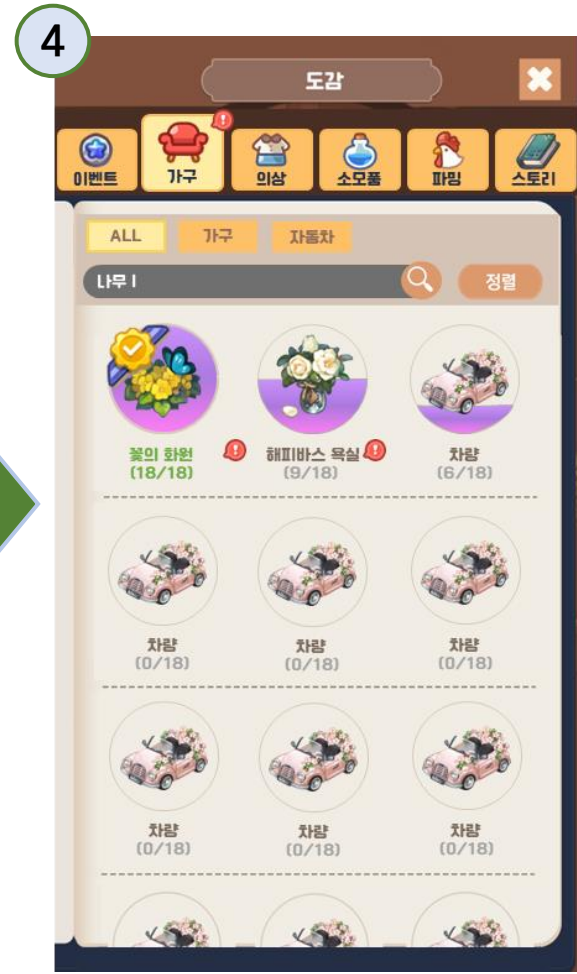 4
도감
이벤트 가구 의상 소모품 파밍 스토리
ALL 가구 자동차
나무 l 정렬
꽃의 화원 해피바스 욕실 차량
(18/18) (9/18) (6/18)
차량 차량 차량
(0/18) (0/18) (0/18)
차량 차량 차량
(0/18) (0/18) (0/18)